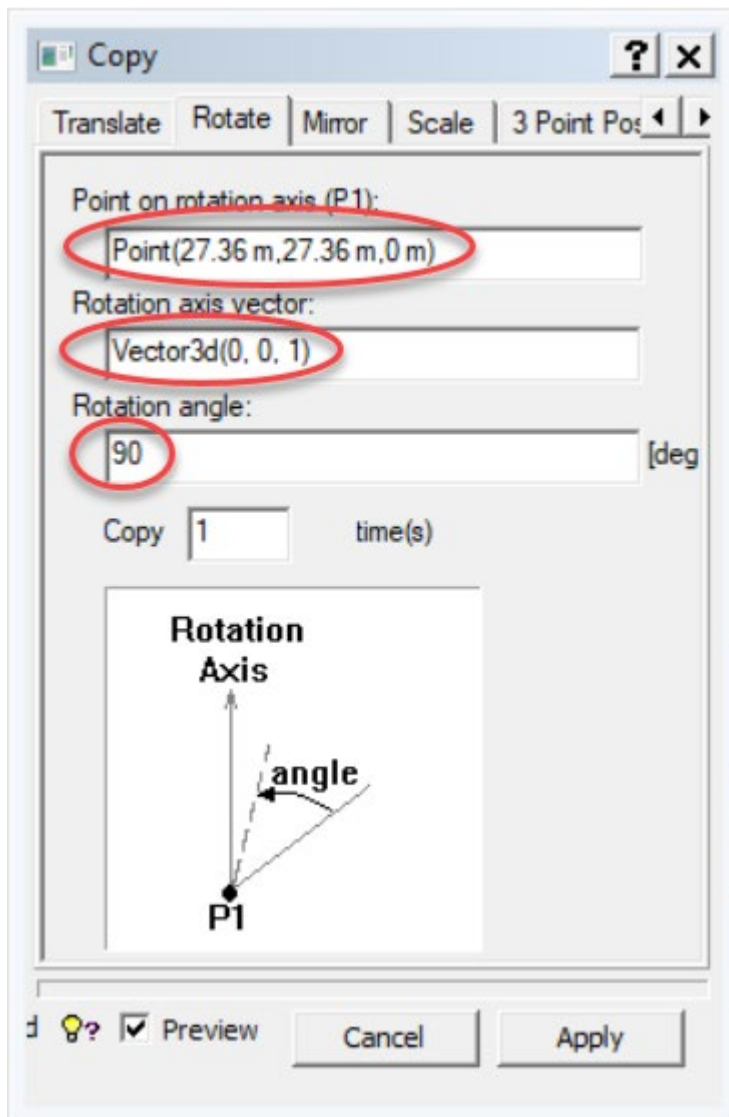 Copy
Translate Rotate Mirror Scale 3 Point Pos
Point on rotation axis (P1):
Point(27.36 m,27.36 m,0 m)
Rotation axis vector:
Vector3d(0, 0, 1)
Rotation angle:
90 [deg
Copy 1 time(s)
Rotation
Axis
angle
P1
d Preview Cancel Apply